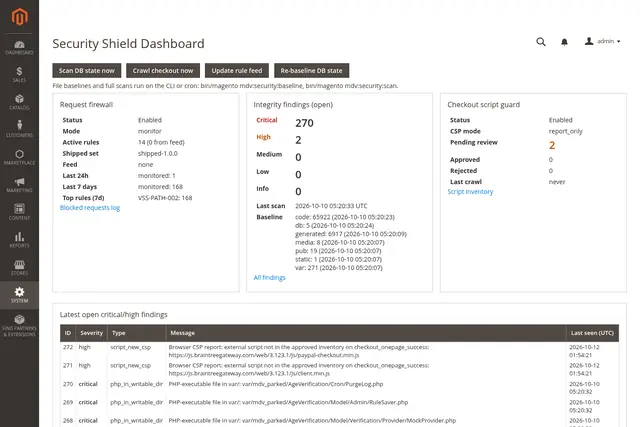 DASHBOARD
SALES
CATALOG
CUSTOMERS
MARKETPLACE
MARKETING
CONTENT
REPORTS
STORES
SYSTEM
FIND PARTNERS
& EXTENSIONS
Security Shield Dashboard
admin
Scan DB state now
Crawl checkout now
Update rule feed
Re-baseline DB state
File baselines and full scans run on the CLI or cron: bin/magento mdv:security:baseline, bin/magento mdv:security:scan.
Request firewall
Status Enabled
Mode monitor
Active rules 14 (0 from feed)
Shipped set shipped-1.0.0
Feed none
Last 24h monitored: 1
Last 7 days monitored: 168
Top rules (7d) VSS-PATH-002: 168
Blocked requests log
Integrity findings (open)
Critical 270
High 2
Medium 0
Low 0
Info 0
Last scan 2026-10-10 05:20:33 UTC
Baseline code: 65922 (2026-10-10 05:20:23)
db: 5 (2026-10-10 05:20:24)
generated: 6917 (2026-10-10 05:20:09)
media: 8 (2026-10-10 05:20:07)
pub: 19 (2026-10-10 05:20:07)
static: 1 (2026-10-10 05:20:07)
var: 271 (2026-10-10 05:20:07)
All findings
Checkout script guard
Status Enabled
CSP mode report_only
Pending review 2
Approved 0
Rejected 0
Last crawl never
Script inventory
Latest open critical/high findings
ID Severity Type Message Last seen (UTC)
272 high script_new_csp Browser CSP report: external script not in the approved inventory on checkout_onepage_success: 2026-10-12
https://js.braintreegateway.com/web/3.123.1/js/paypal-checkout.min.js 01:54:21
271 high script_new_csp Browser CSP report: external script not in the approved inventory on checkout_onepage_success: 2026-10-12
https://js.braintreegateway.com/web/3.123.1/js/client.min.js 01:54:21
270 critical php_in_writable_dir PHP-executable file in var/: var/mdv_parked/AgeVerification/Cron/PurgeLog.php 2026-10-10
05:20:32
269 critical php_in_writable_dir PHP-executable file in var/: var/mdv_parked/AgeVerification/Model/Admin/RuleSaver.php 2026-10-10
05:20:32
268 critical php_in_writable_dir PHP-executable file in var/: var/mdv_parked/AgeVerification/Model/Verification/Provider/MockProvider.php 2026-10-10